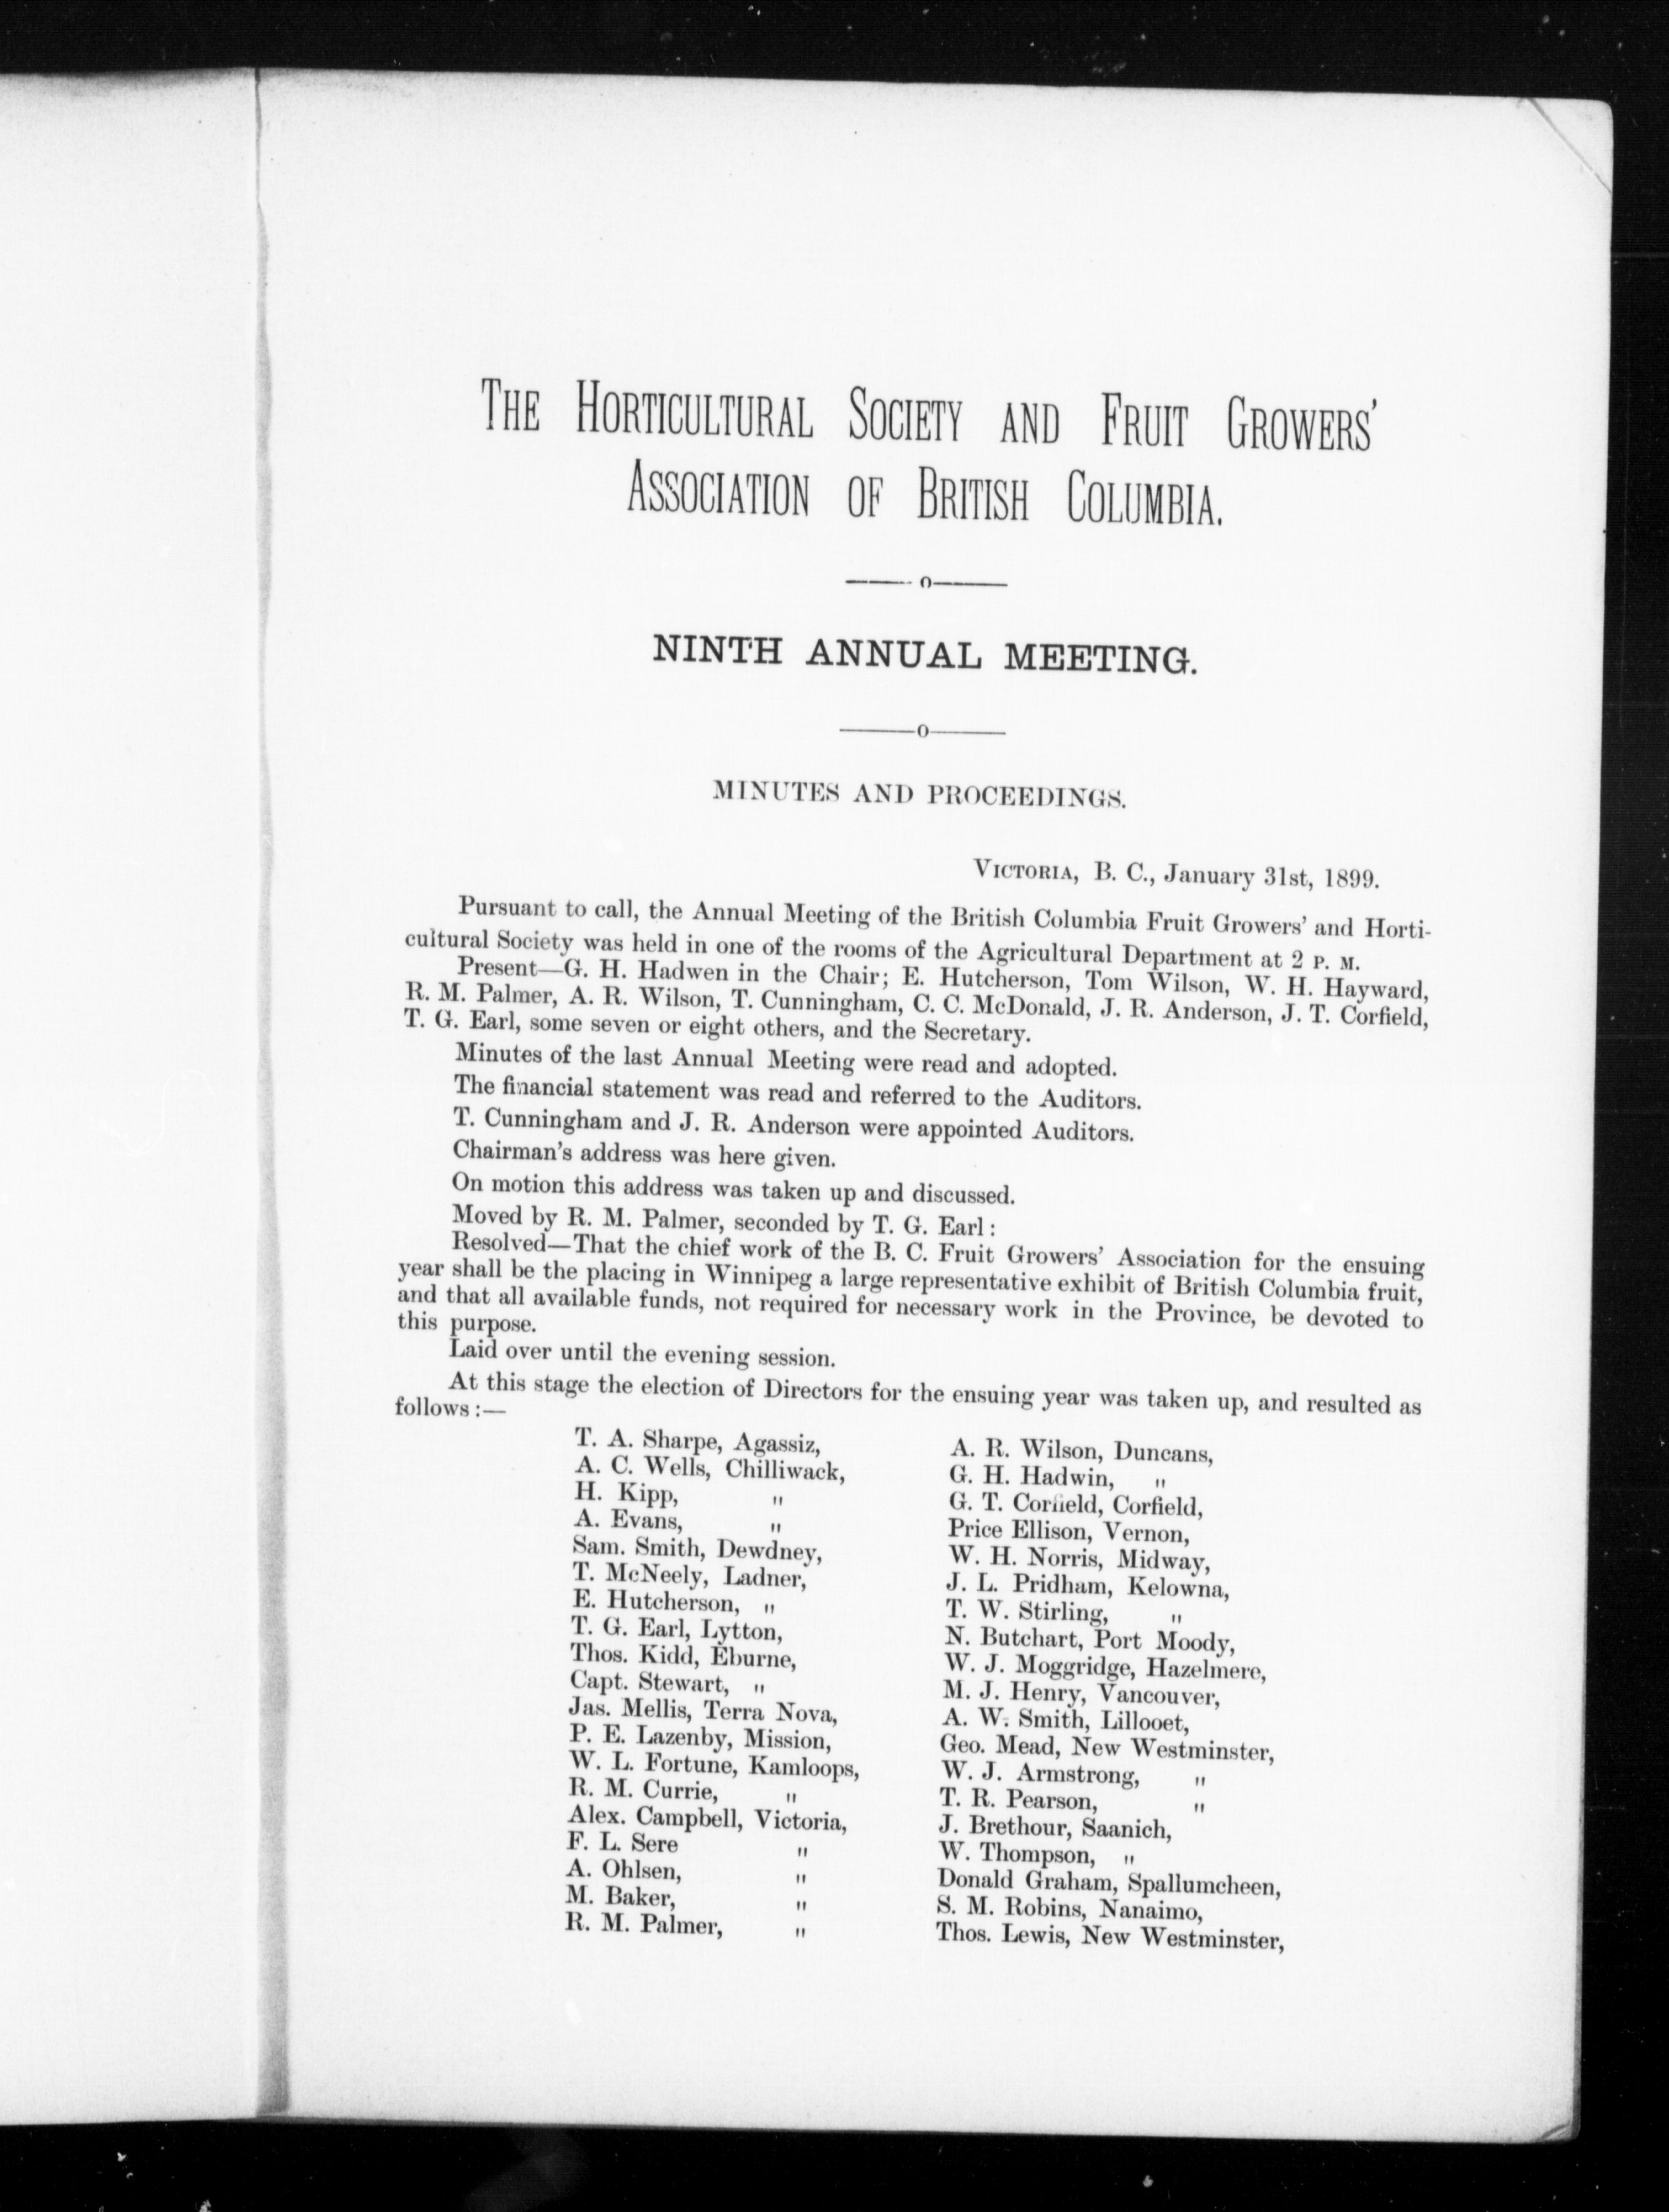 THE HORTICULTURAL SOCIETY AND FRUIT GROWERS'
ASSOCIATION OF BRITISH COLUMBIA.
NINTH ANNUAL MEETING.
MINUTES AND PROCEEDINGS.
VICTORIA, B. C., January 31st, 1899.
Pursuant to call, the Annual Meeting of the British Columbia Fruit Growers' and Horti-
cultural Society was held in one of the rooms of the Agricultural Department at 2 P. M.
Present—G. H. Hadwen in the Chair; E. Hutcherson, Tom Wilson, W. H. Hayward,
R. M. Palmer, A. R. Wilson, T. Cunningham, C. C. McDonald, J. R. Anderson, J. T. Corfield,
T. G. Earl, some seven or eight others, and the Secretary.
Minutes of the last Annual Meeting were read and adopted.
The financial statement was read and referred to the Auditors.
T. Cunningham and J. R. Anderson were appointed Auditors.
Chairman's address was here given.
On motion this address was taken up and discussed.
Moved by R. M. Palmer, seconded by T. G. Earl:
Resolved—That the chief work of the B. C. Fruit Growers' Association for the ensuing
year shall be the placing in Winnipeg a large representative exhibit of British Columbia fruit,
and that all available funds, not required for necessary work in the Province, be devoted to
this purpose.
Laid over until the evening session.
At this stage the election of Directors for the ensuing year was taken up, and resulted as
follows:—
T. A. Sharpe, Agassiz,
A. C. Wells, Chilliwack,
H. Kipp, "
A. Evans, "
Sam. Smith, Dewdney,
T. McNeely, Ladner,
E. Hutcherson, "
T. G. Earl, Lytton,
Thos. Kidd, Eburne,
Capt. Stewart, "
Jas. Mellis, Terra Nova,
P. E. Lazenby, Mission,
W. L. Fortune, Kamloops,
R. M. Currie, "
Alex. Campbell, Victoria,
F. L. Sere "
A. Ohlsen, "
M. Baker, "
R. M. Palmer, "
A. R. Wilson, Duncans,
G. H. Hadwin, "
G. T. Corfield, Corfield,
Price Ellison, Vernon,
W. H. Norris, Midway,
J. L. Pridham, Kelowna,
T. W. Stirling, "
N. Butchart, Port Moody,
W. J. Moggridge, Hazelmere,
M. J. Henry, Vancouver,
A. W. Smith, Lillooet,
Geo. Mead, New Westminster,
W. J. Armstrong, "
T. R. Pearson, "
J. Brethour, Saanich,
W. Thompson, "
Donald Graham, Spallumcheen,
S. M. Robins, Nanaimo,
Thos. Lewis, New Westminster,